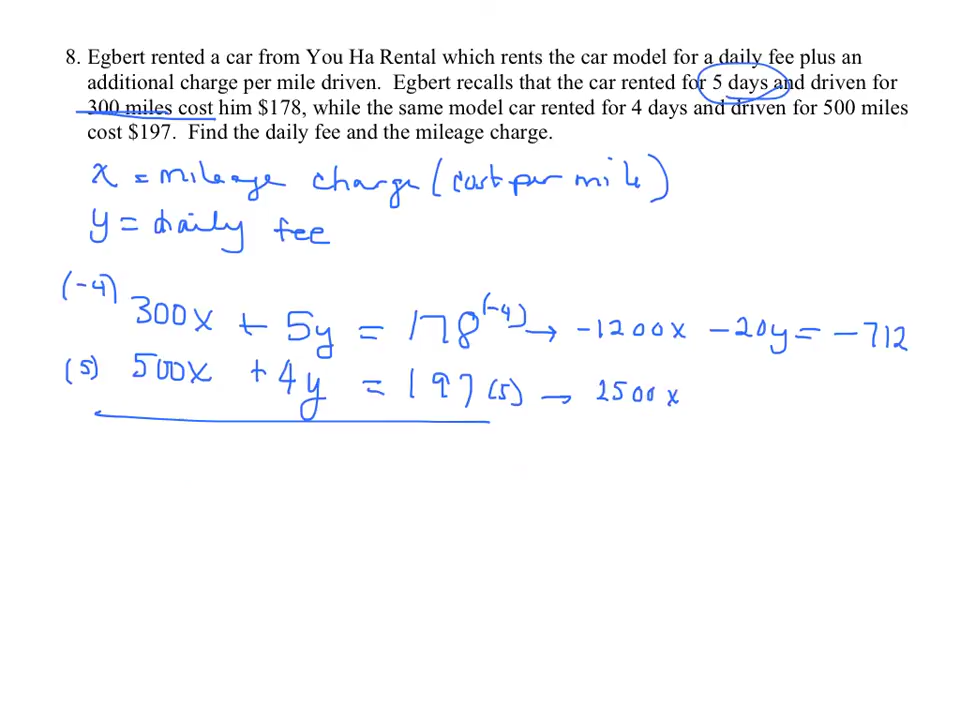 8. Egbert rented a car from You Ha Rental which rents the car model for a daily fee plus an
additional charge per mile driven. Egbert recalls that the car rented for 5 days and driven for
300 miles cost him $178, while the same model car rented for 4 days and driven for 500 miles
cost $197. Find the daily fee and the mileage charge.
x = mileage charge (cost per mile)
y = daily fee
(-4) 300x + 5y = 178 (-4) → -1200x - 20y = -712
(5) 500x + 4y = 197 (5) → 2500x